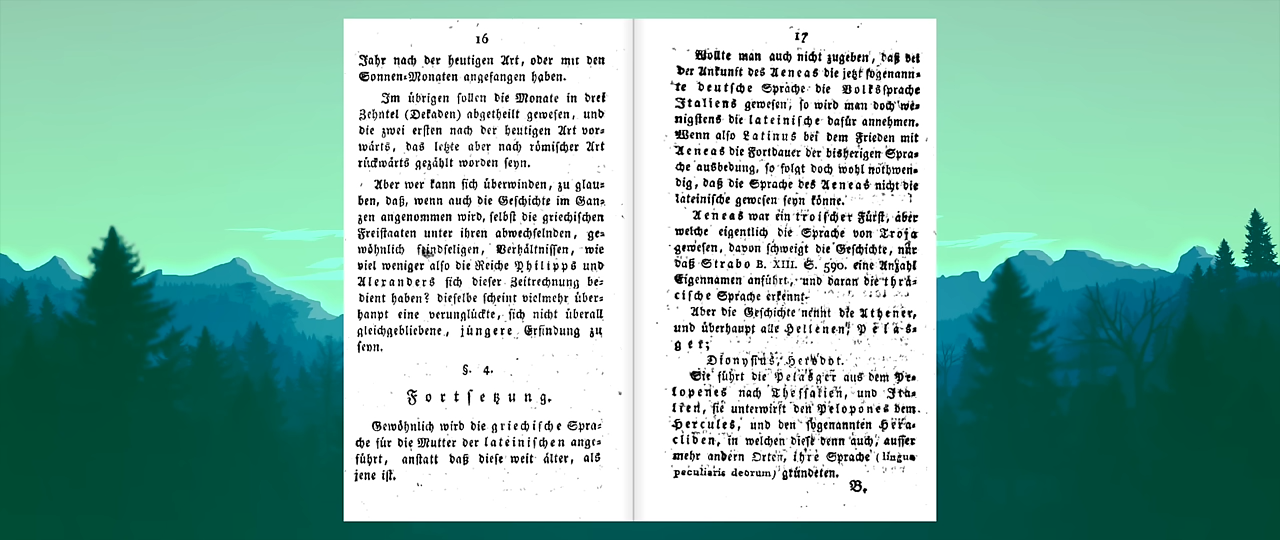 16
Jahr nach der heutigen Art, oder mit den
Sonnen=Monaten angefangen haben.
Im übrigen sollen die Monate in drei
Zehntel (Dekaden) abgetheilt gewesen, und
die zwei ersten nach der heutigen Art vor=
wärts, das letzte aber nach römischer Art
rückwärts gezählt worden seyn.
Aber wer kann sich überwinden, zu glau=
ben, daß, wenn auch die Geschichte im Gan=
zen angenommen wird, selbst die griechischen
Freistaaten unter ihren abwechselnden, ge=
wöhnlich feindseligen, Verhältnissen, wie
viel weniger also die Reiche Philipps und
Alexanders sich dieser Zeitrechnung be=
dient haben? dieselbe scheint vielmehr über=
haupt eine verunglückte, sich nicht überall
gleichgebliebene, jüngere Erfindung zu
seyn.
§. 4.
Fortsetzung.
Gewöhnlich wird die griechische Spra=
che für die Mutter der lateinischen ange=
führt, anstatt daß diese weit älter, als
jene ist.
17
Wollte man auch nicht zugeben, daß bei
der Ankunft des Aeneas die jetzt sogenann=
te deutsche Sprache die Volkssprache
Italiens gewesen, so wird man doch we=
nigstens die lateinische dafür annehmen.
Wenn also Latinus bei dem Frieden mit
Aeneas die Fortdauer der bisherigen Spra=
che ausbedung, so folgt doch wohl nothwen=
dig, daß die Sprache des Aeneas nicht die
lateinische gewesen seyn könne.
Aeneas war ein troischer Fürst, aber
welche eigentlich die Sprache von Troja
gewesen, davon schweigt die Geschichte, nur
daß Strabo B. XIII. S. 590. eine Anzahl
Eigennamen anführt, und daran die thrä=
cische Sprache erkennt.
Aber die Geschichte nennt die Athener,
und überhaupt alle Hellenen, Pelas=
ger;
Dionysius, Herodot.
Sie führt die Pelasger aus dem Pe=
lopenes nach Thessalien, und Ita=
lien, sie unterwirft den Pelopones dem
Hercules, und den sogenannten Hera=
cliden, in welchen diese denn auch, ausser
mehr andern Orten, ihre Sprache (lingua
peculiaris deorum) gründeten.
B.